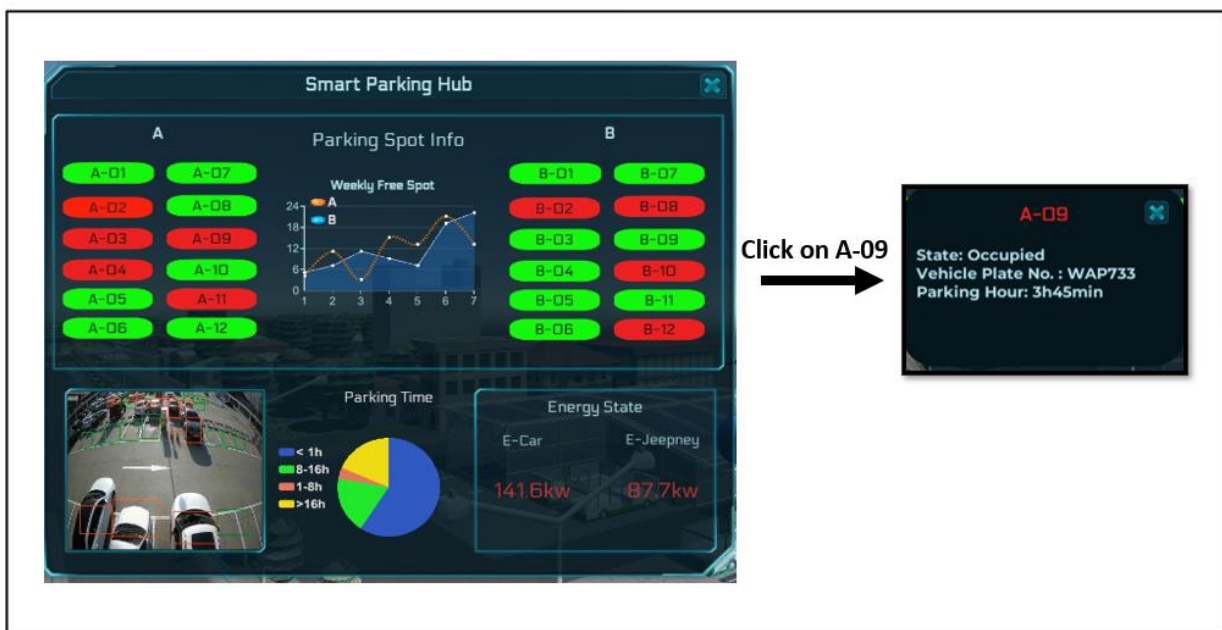 Smart Parking Hub
A
Parking Spot Info
B
A-01 A-07
A-02 A-08
A-03 A-09
A-04 A-10
A-05 A-11
A-06 A-12
Weekly Free Spot
A
B
24
18
12
6
0
1 2 3 4 5 6 7
B-01 B-07
B-02 B-08
B-03 B-09
B-04 B-10
B-05 B-11
B-06 B-12
Parking Time
< 1h
8-16h
1-8h
>16h
Energy State
E-Car E-Jeepney
141.6kw 87.7kw
Click on A-09
A-09
State: Occupied
Vehicle Plate No. : WAP733
Parking Hour: 3h45min